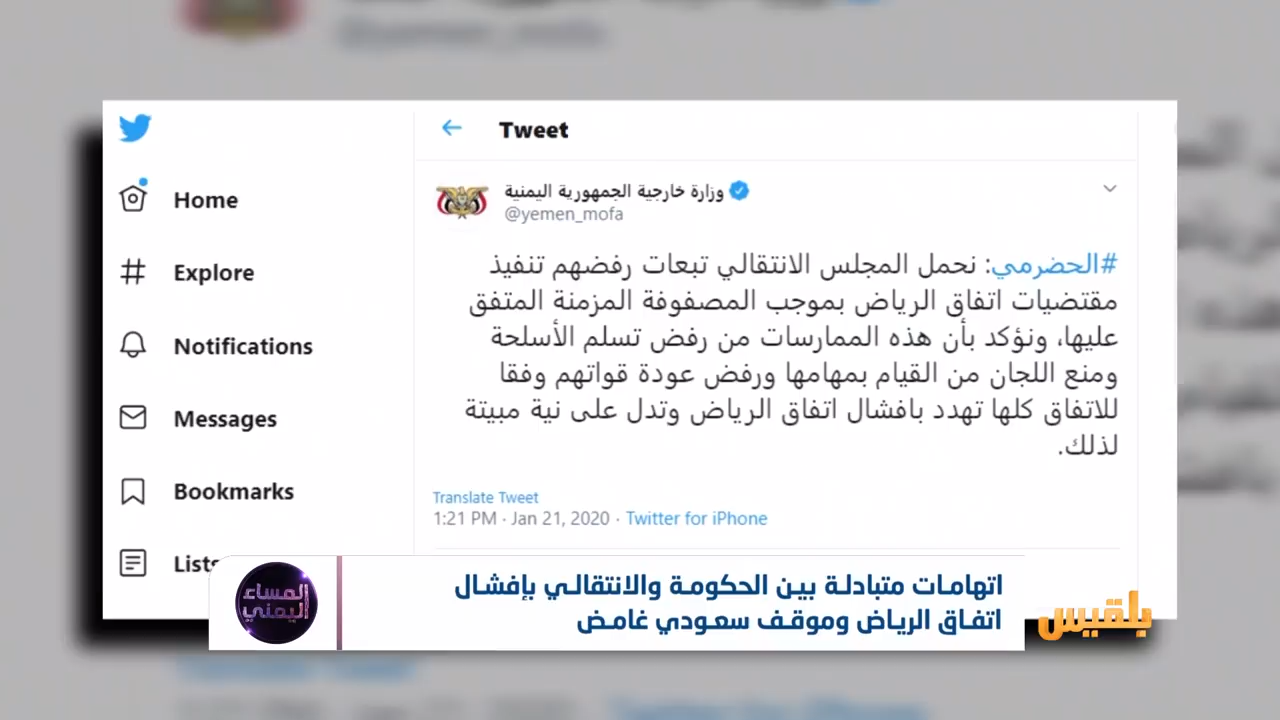 Tweet
Home
Explore
Notifications
Messages
Bookmarks
Lists
وزارة خارجية الجمهورية اليمنية
@yemen_mofa
#الحضرمي: نحمل المجلس الانتقالي تبعات رفضهم تنفيذ
مقتضيات اتفاق الرياض بموجب المصفوفة المزمنة المتفق
عليها، ونؤكد بأن هذه الممارسات من رفض تسلم الأسلحة
ومنع اللجان من القيام بمهامها ورفض عودة قواتهم وفقا
للاتفاق كلها تهدد بافشال اتفاق الرياض وتدل على نية مبيتة
لذلك.
Translate Tweet
1:21 PM · Jan 21, 2020 · Twitter for iPhone
المساء
اليمني
اتهامات متبادلة بين الحكومة والانتقالي بإفشال
اتفاق الرياض وموقف سعودي غامض
بلقيس